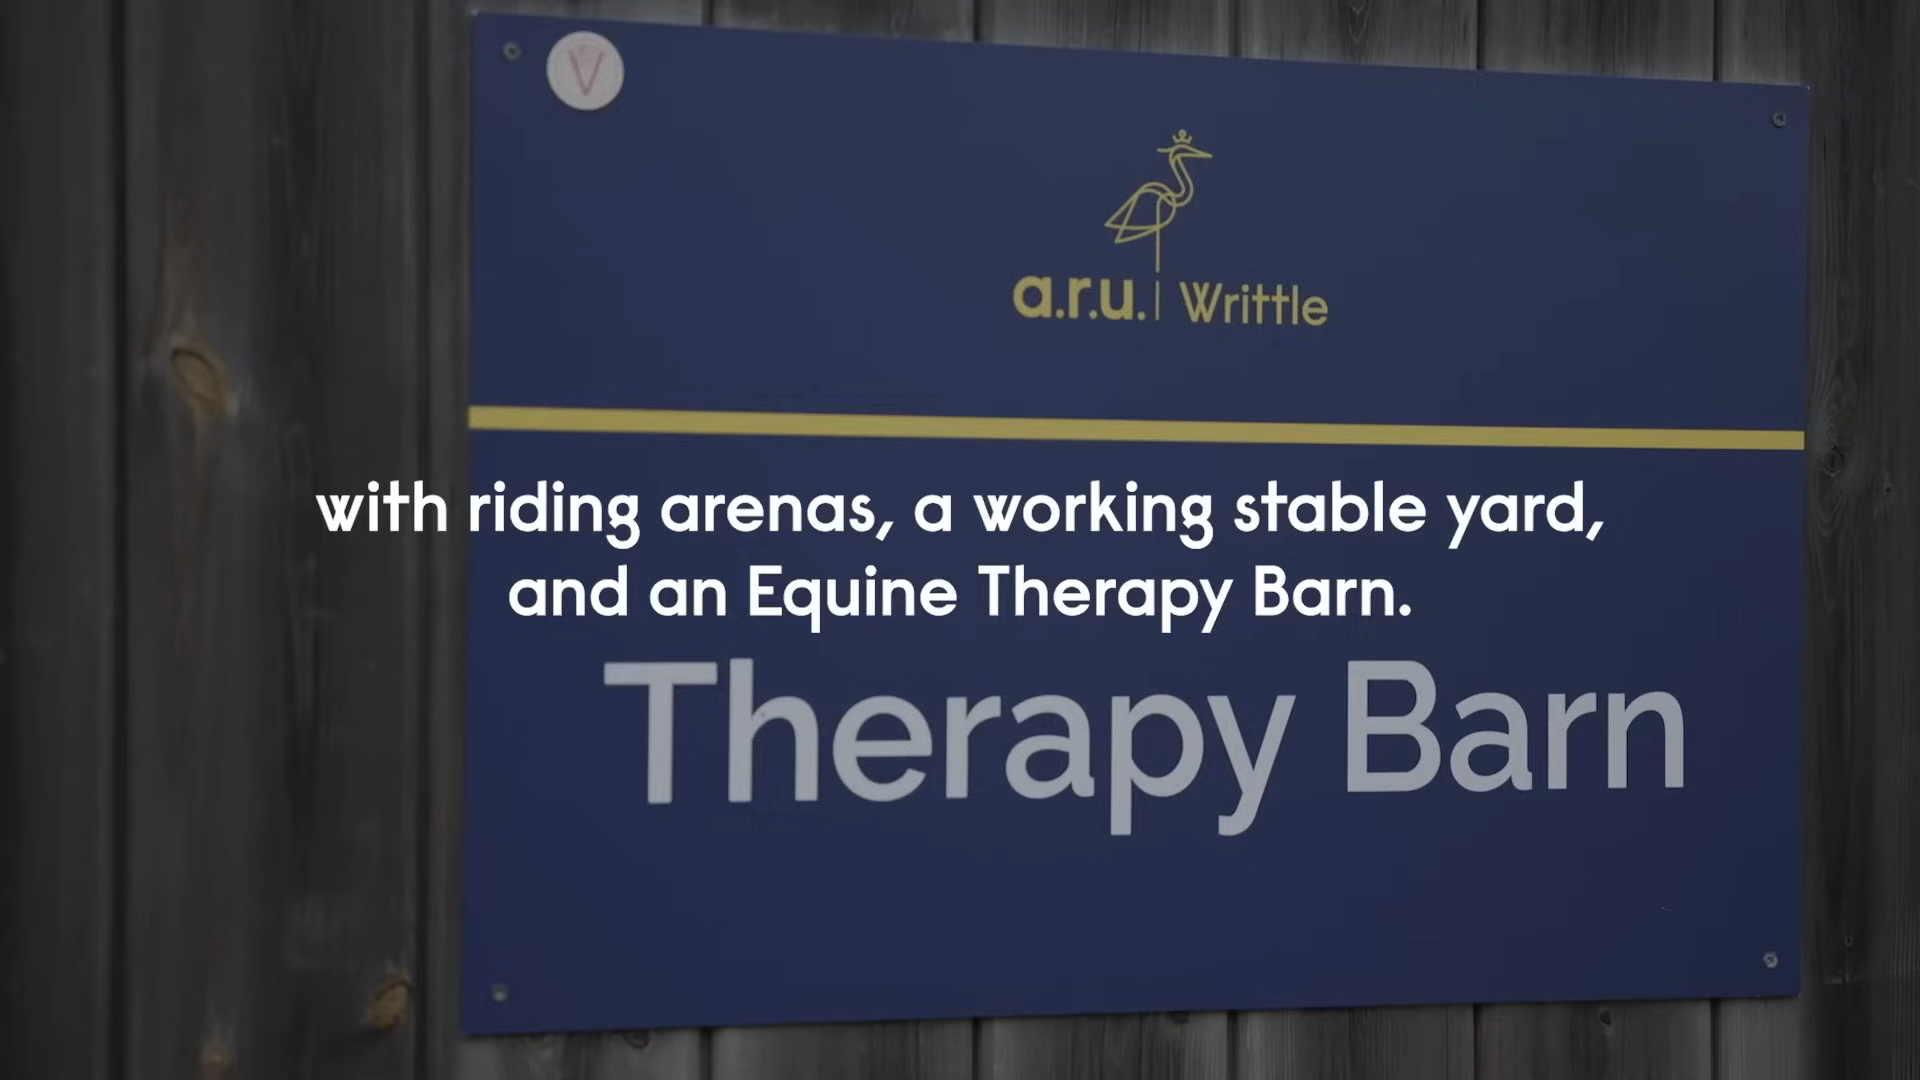 V
a.r.u. | Writtle
with riding arenas, a working stable yard,
and an Equine Therapy Barn.
Therapy Barn